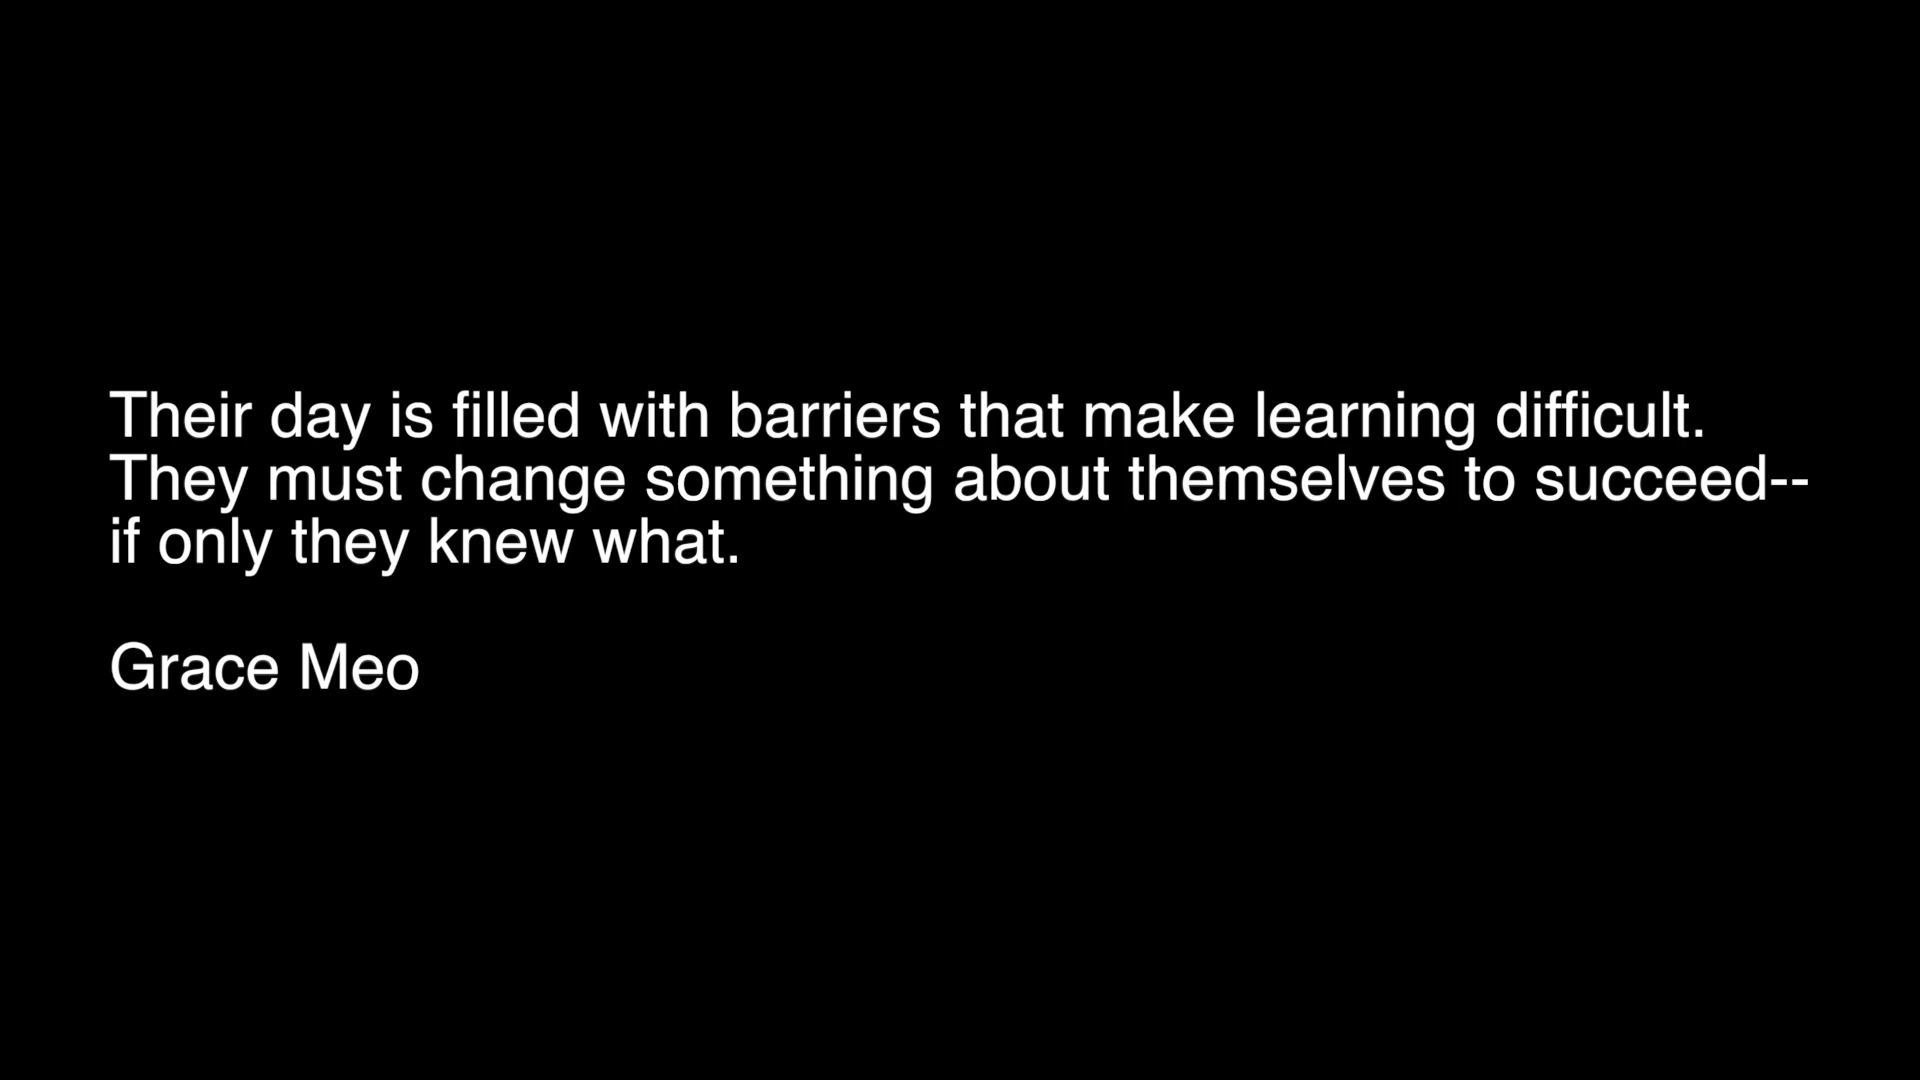 Their day is filled with barriers that make learning difficult.
They must change something about themselves to succeed--
if only they knew what.
Grace Meo